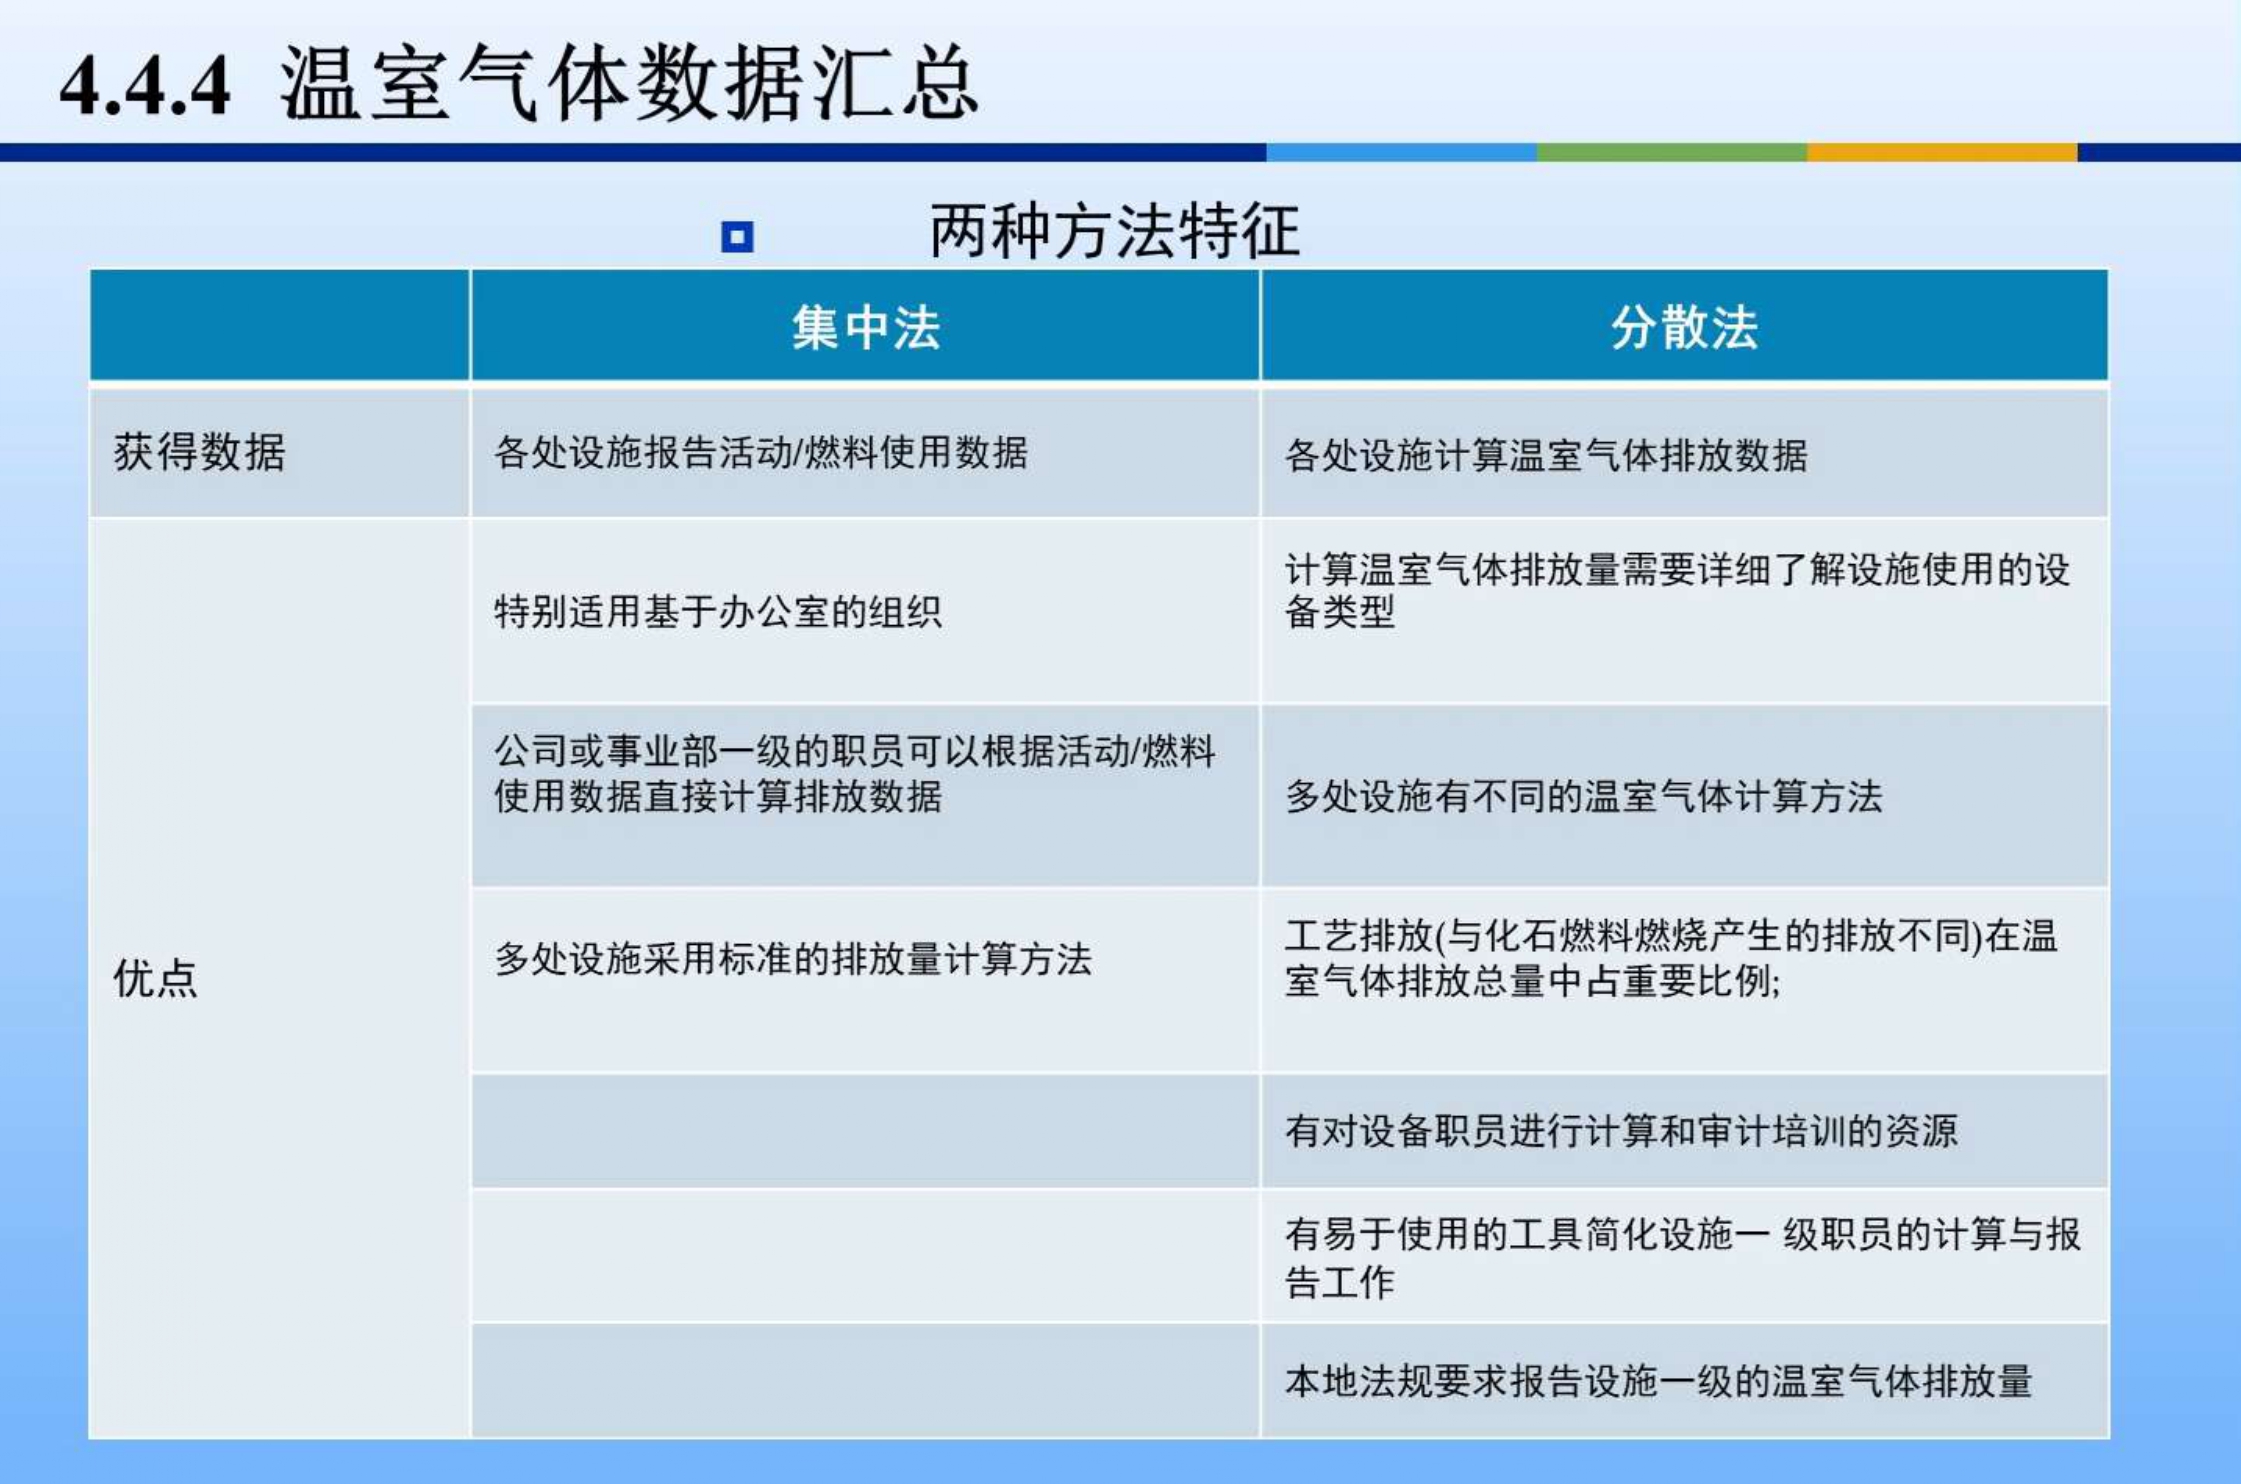 4.4.4 温室气体数据汇总
两种方法特征
集中法
分散法
获得数据
各处设施报告活动/燃料使用数据
各处设施计算温室气体排放数据
优点
特别适用基于办公室的组织
计算温室气体排放量需要详细了解设施使用的设
备类型
公司或事业部一级的职员可以根据活动/燃料
使用数据直接计算排放数据
多处设施有不同的温室气体计算方法
多处设施采用标准的排放量计算方法
工艺排放(与化石燃料燃烧产生的排放不同)在温
室气体排放总量中占重要比例;
有对设备职员进行计算和审计培训的资源
有易于使用的工具简化设施一 级职员的计算与报
告工作
本地法规要求报告设施一级的温室气体排放量